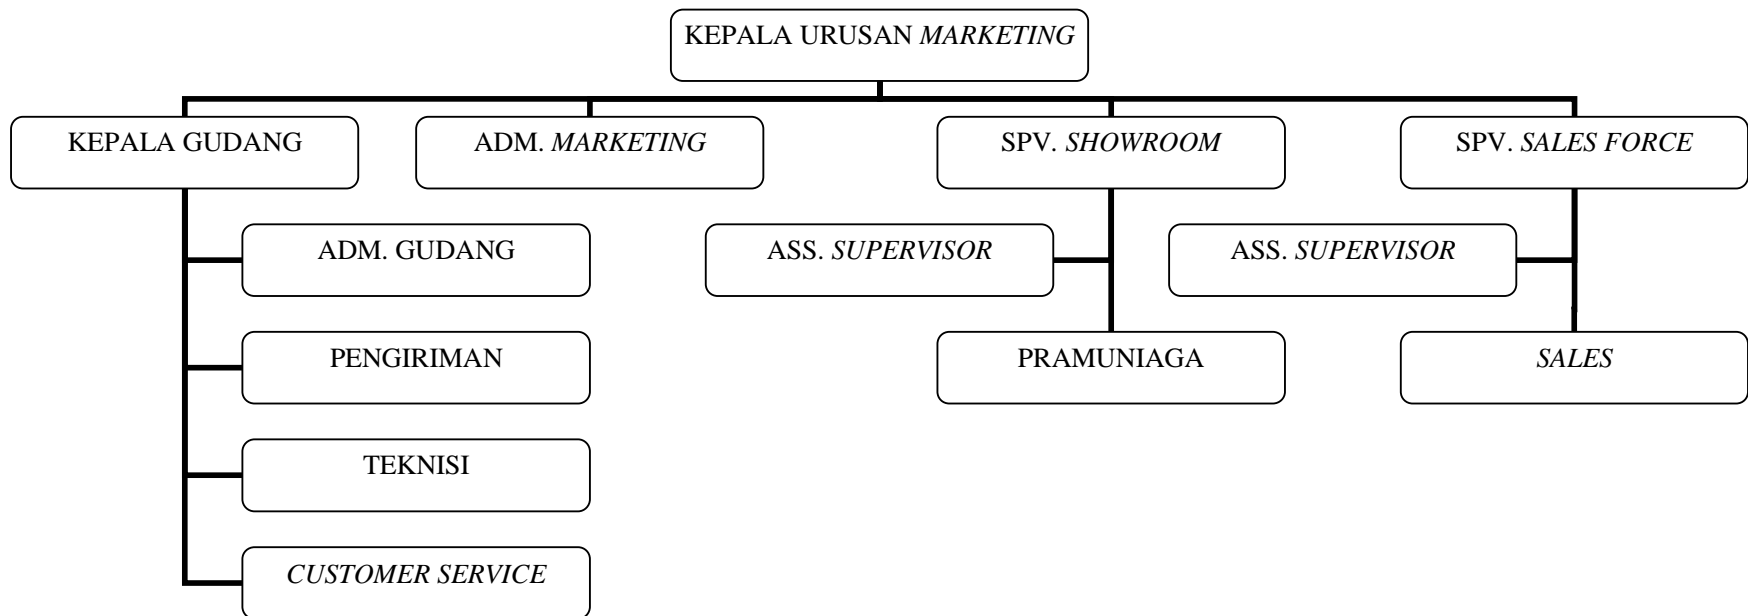 KEPALA URUSAN MARKETING
KEPALA GUDANG
ADM. MARKETING
SPV. SHOWROOM
SPV. SALES FORCE
ADM. GUDANG
ASS. SUPERVISOR
ASS. SUPERVISOR
PENGIRIMAN
PRAMUNIAGA
SALES
TEKNISI
CUSTOMER SERVICE